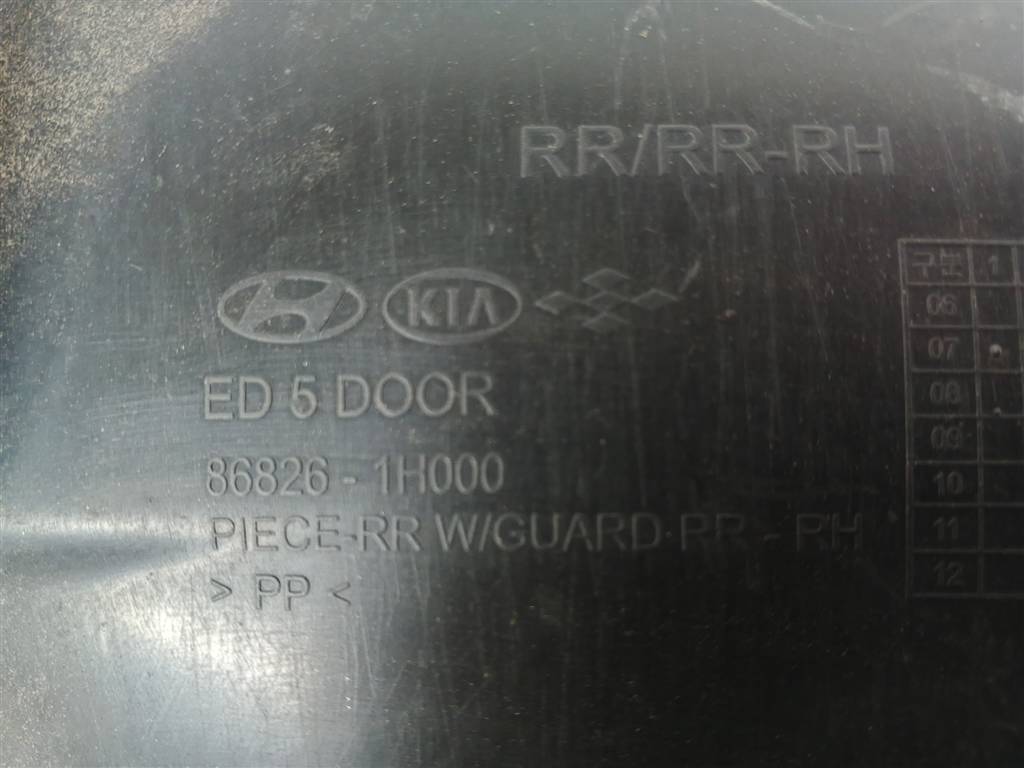 RR/RR-RH
KIA
ED 5 DOOR
86826 - 1H000
PIECE-RR W/GUARD-RR - RH
> PP <
구분 1
06
07
08
09
10
11
12